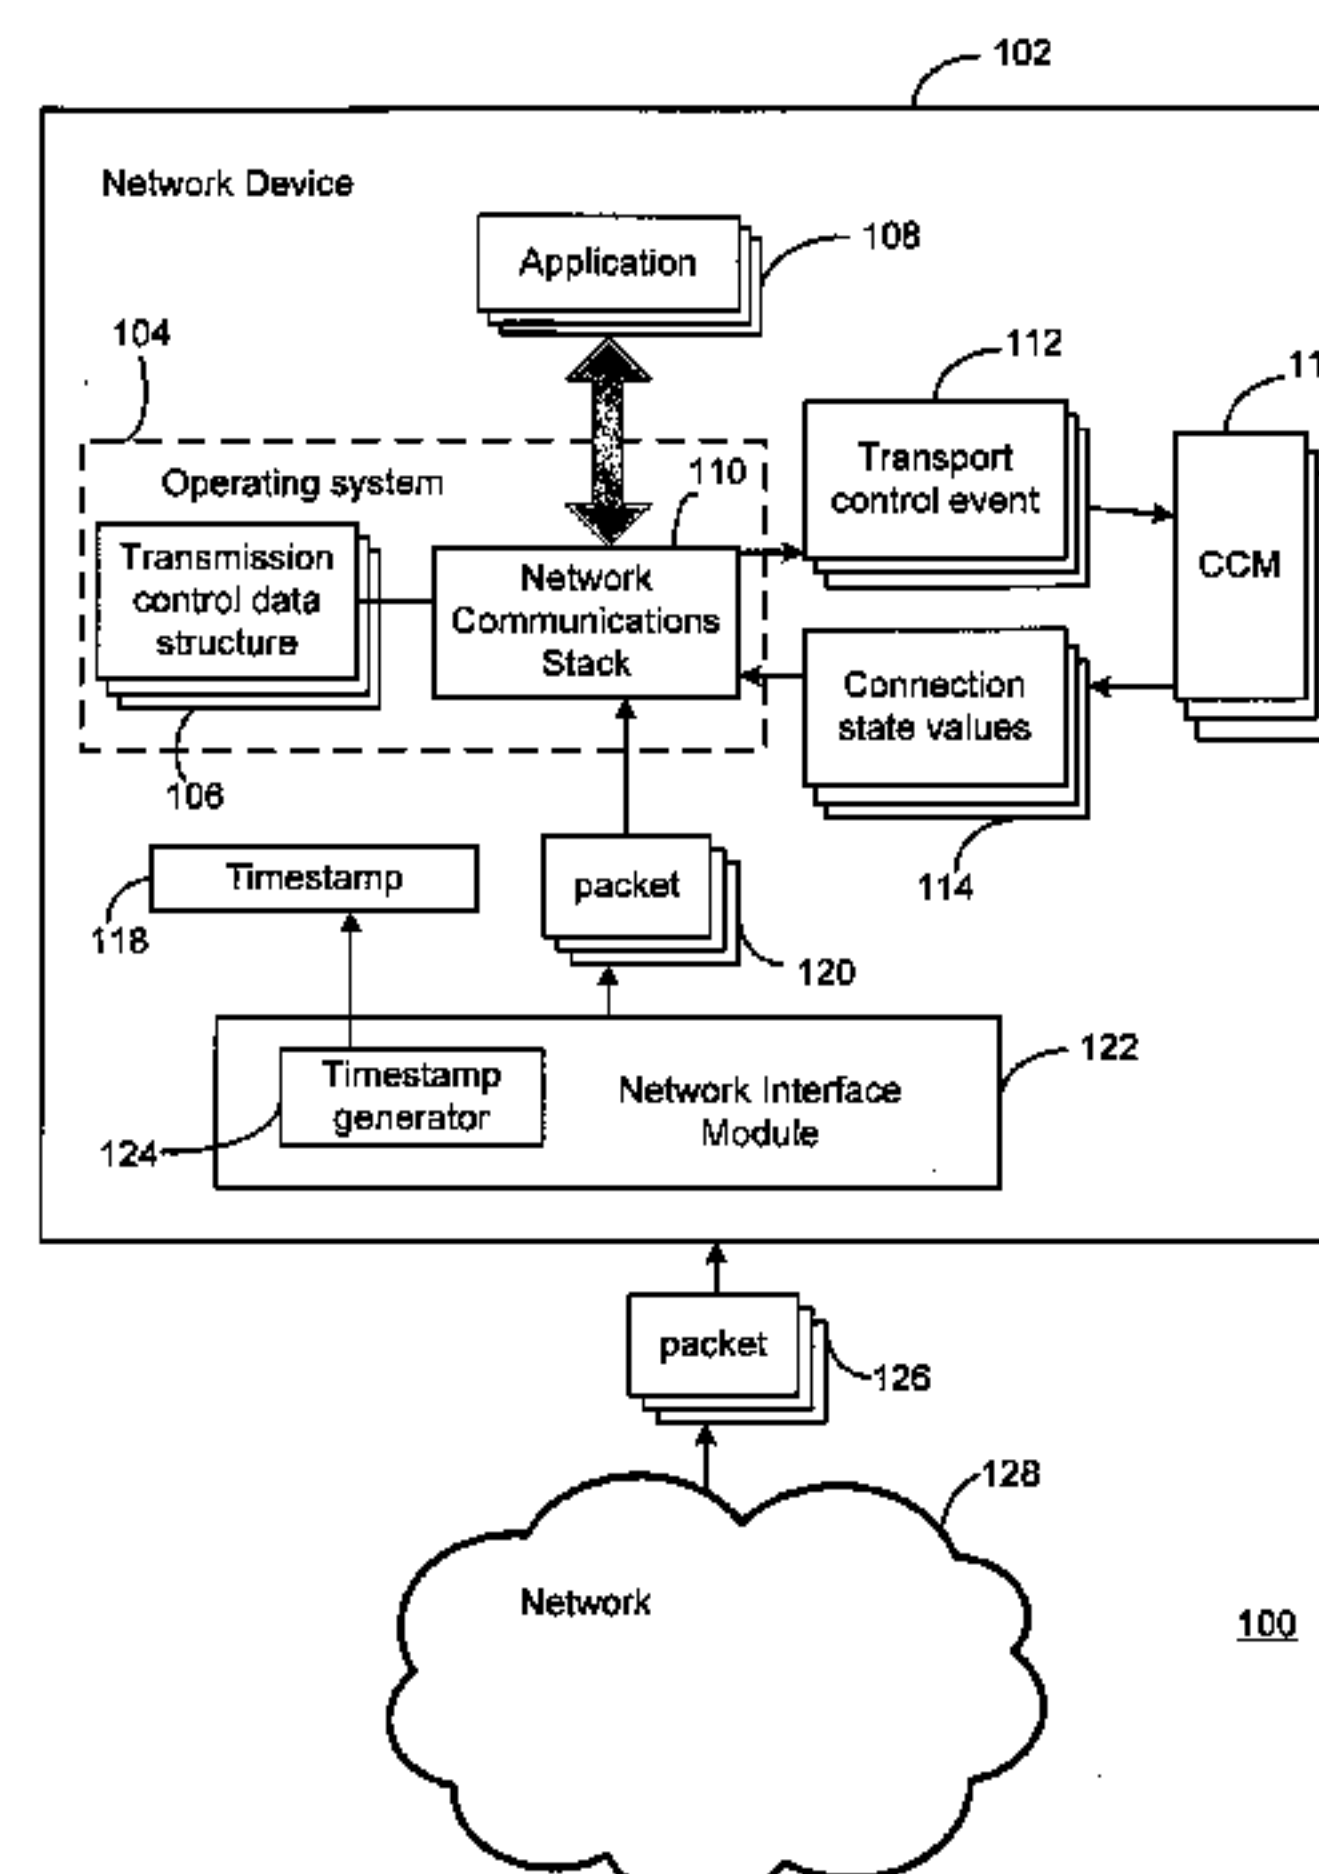 102
Network Device
Application
108
104
112
Operating system
110
Transport
control event
CCM
Transmission
control data
structure
Network
Communications
Stack
Connection
state values
106
114
Timestamp
118
packet
120
Timestamp
generator
124
Network Interface
Module
122
packet
126
128
Network
100